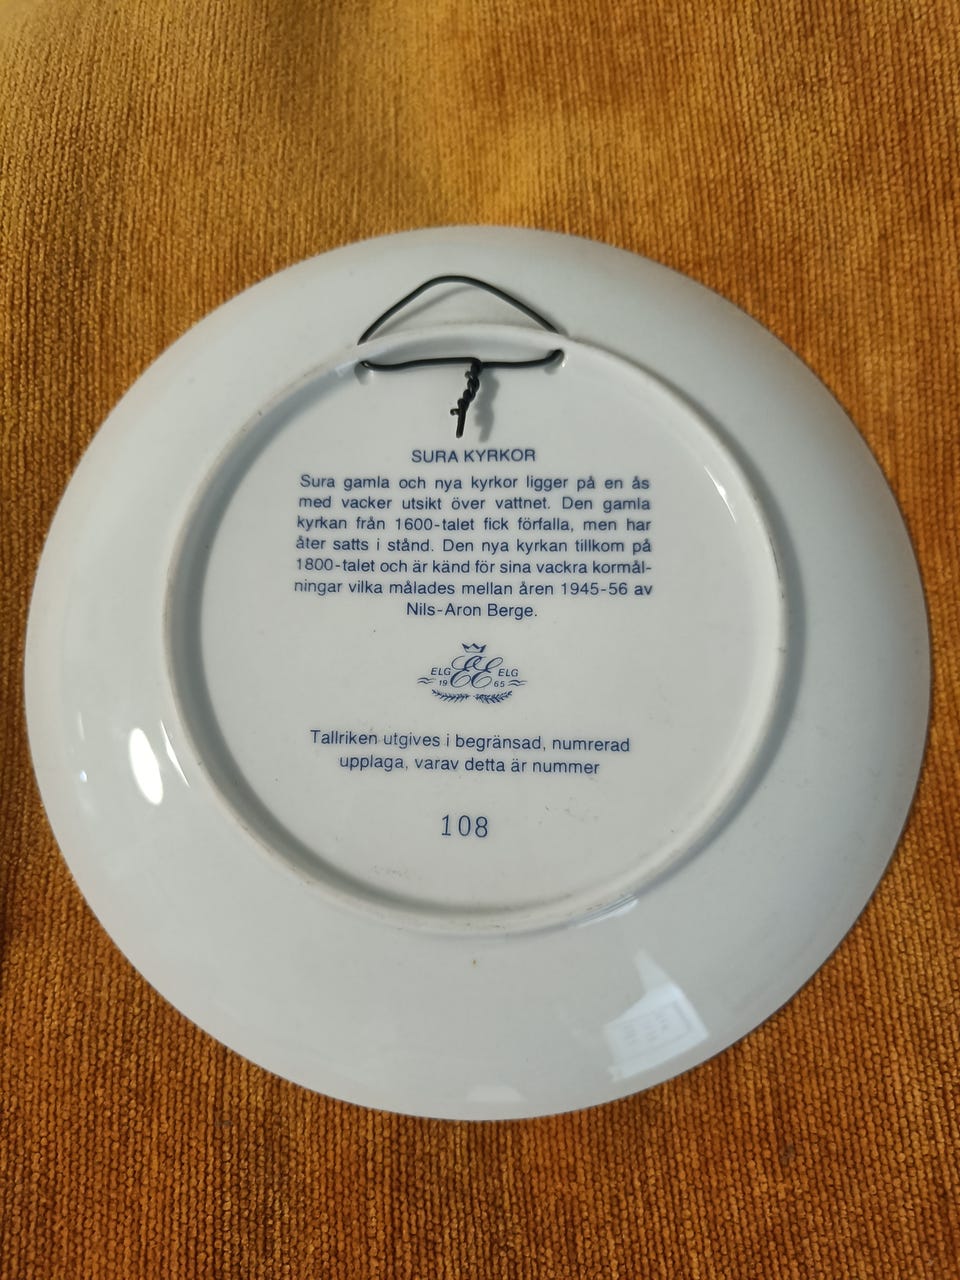 SURA KYRKOR
Sura gamla och nya kyrkor ligger på en ås
med vacker utsikt över vattnet. Den gamla
kyrkan från 1600-talet fick förfalla, men har
åter satts i stånd. Den nya kyrkan tillkom på
1800-talet och är känd för sina vackra kormål-
ningar vilka målades mellan åren 1945-56 av
Nils-Aron Berge.
ELG EE ELG
19 65
Tallriken utgives i begränsad, numrerad
upplaga, varav detta är nummer
108